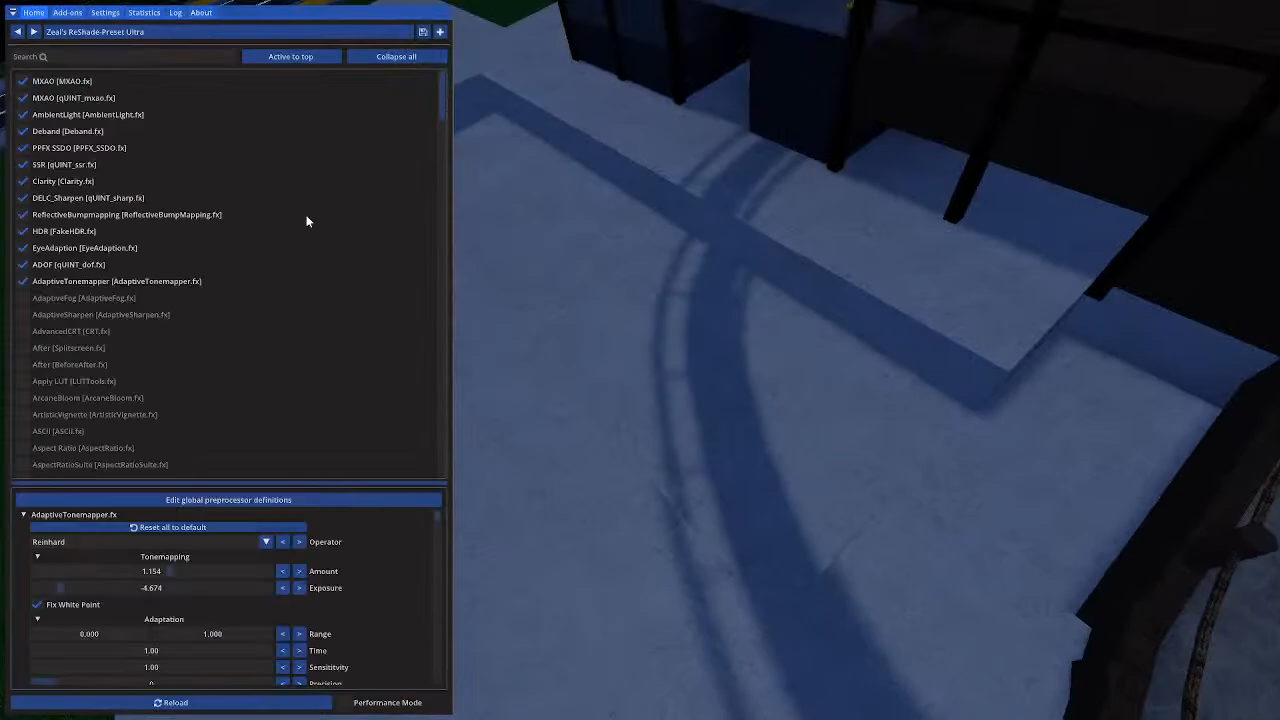 Home Add-ons Settings Statistics Log About
Zeal's ReShade-Preset Ultra
Search Active to top Collapse all
MXAO [MXAO.fx]
MXAO [qUINT_mxao.fx]
AmbientLight [AmbientLight.fx]
Deband [Deband.fx]
PPFX SSDO [PPFX_SSDO.fx]
SSR [qUINT_ssr.fx]
Clarity [Clarity.fx]
DELC_Sharpen [qUINT_sharp.fx]
ReflectiveBumpmapping [ReflectiveBumpMapping.fx]
HDR [FakeHDR.fx]
EyeAdaption [EyeAdaption.fx]
ADOF [qUINT_dof.fx]
AdaptiveTonemapper [AdaptiveTonemapper.fx]
AdaptiveFog [AdaptiveFog.fx]
AdaptiveSharpen [AdaptiveSharpen.fx]
AdvancedCRT [CRT.fx]
After [Splitscreen.fx]
After [BeforeAfter.fx]
Apply LUT [LUTTools.fx]
ArcaneBloom [ArcaneBloom.fx]
ArtisticVignette [ArtisticVignette.fx]
ASCII [ASCII.fx]
Aspect Ratio [AspectRatio.fx]
AspectRatioSuite [AspectRatioSuite.fx]
Edit global preprocessor definitions
AdaptiveTonemapper.fx
Reset all to default
Reinhard < > Operator
Tonemapping
1.154 < > Amount
-4.674 < > Exposure
Fix White Point
Adaptation
0.000 1.000 < > Range
1.00 < > Time
1.00 < > Sensitivity
0 < > Precision
Reload Performance Mode